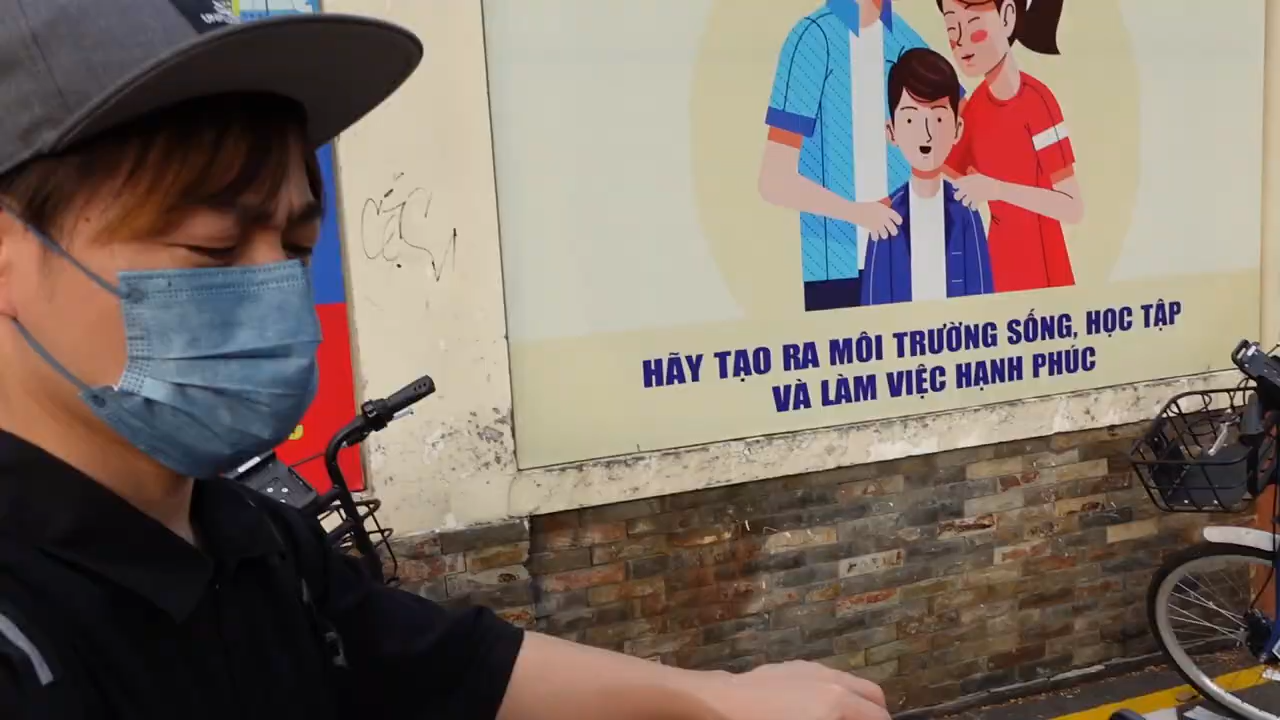 HÃY TẠO RA MÔI TRƯỜNG SỐNG, HỌC TẬP
VÀ LÀM VIỆC HẠNH PHÚC